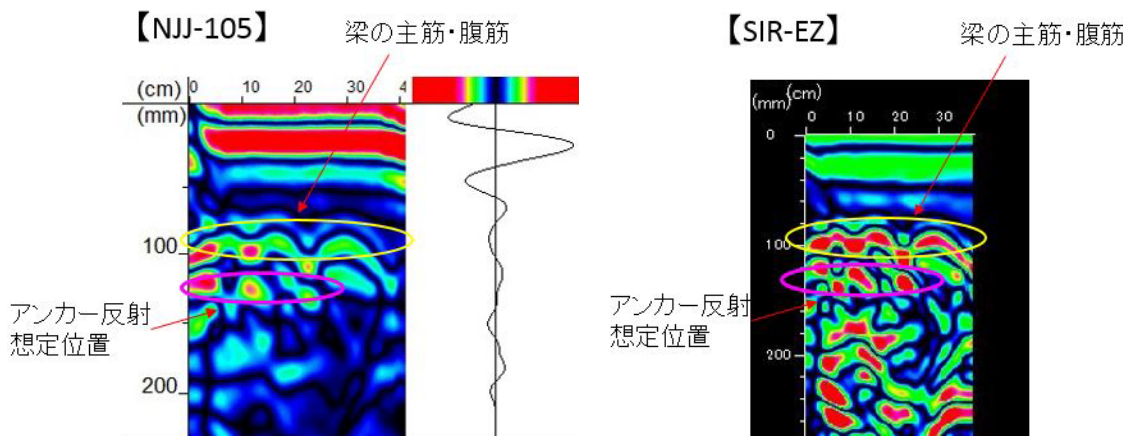 【NJJ-105】
梁の主筋・腹筋
(cm) 0 10 20 30 4
(mm)
100
200
アンカー反射
想定位置
【SIR-EZ】
梁の主筋・腹筋
(mm) (cm)
0 10 20 30
0
100
200
アンカー反射
想定位置